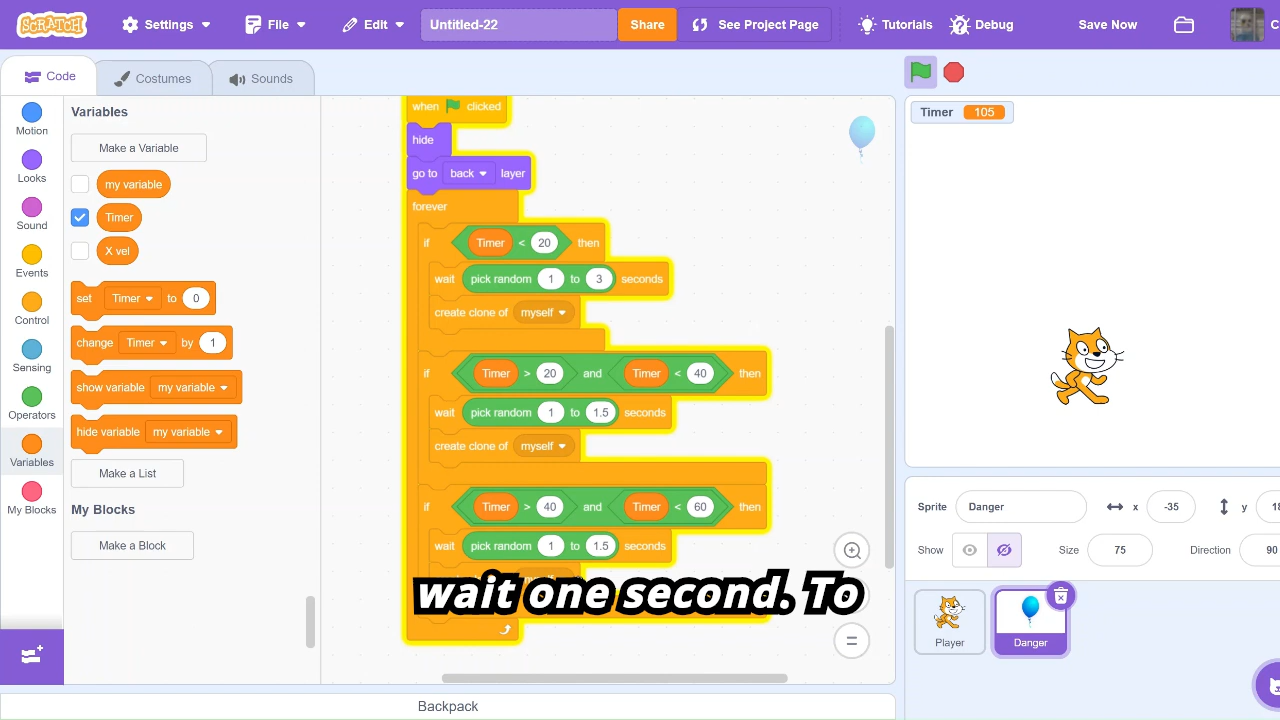 SCRATCH Settings File Edit Untitled-22 Share See Project Page Tutorials Debug Save Now
Code Costumes Sounds
Motion
Looks
Sound
Events
Control
Sensing
Operators
Variables
My Blocks
Variables
Make a Variable
my variable
Timer
X vel
set Timer to 0
change Timer by 1
show variable my variable
hide variable my variable
Make a List
My Blocks
Make a Block
when clicked
hide
go to back layer
forever
if Timer < 20 then
wait pick random 1 to 3 seconds
create clone of myself
if Timer > 20 and Timer < 40 then
wait pick random 1 to 1.5 seconds
create clone of myself
if Timer > 40 and Timer < 60 then
wait pick random 1 to 1.5 seconds
wait one second. To
Timer 105
Sprite Danger x -35 y
Show Size 75 Direction 90
Player
Danger
Backpack